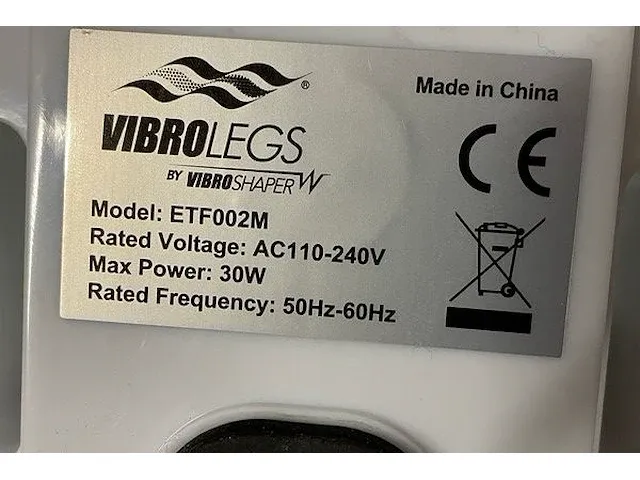 ®
Made in China
VIBROLEGS
BY VIBROSHAPER W
CE
Model: ETF002M
Rated Voltage: AC110-240V
Max Power: 30W
Rated Frequency: 50Hz-60Hz